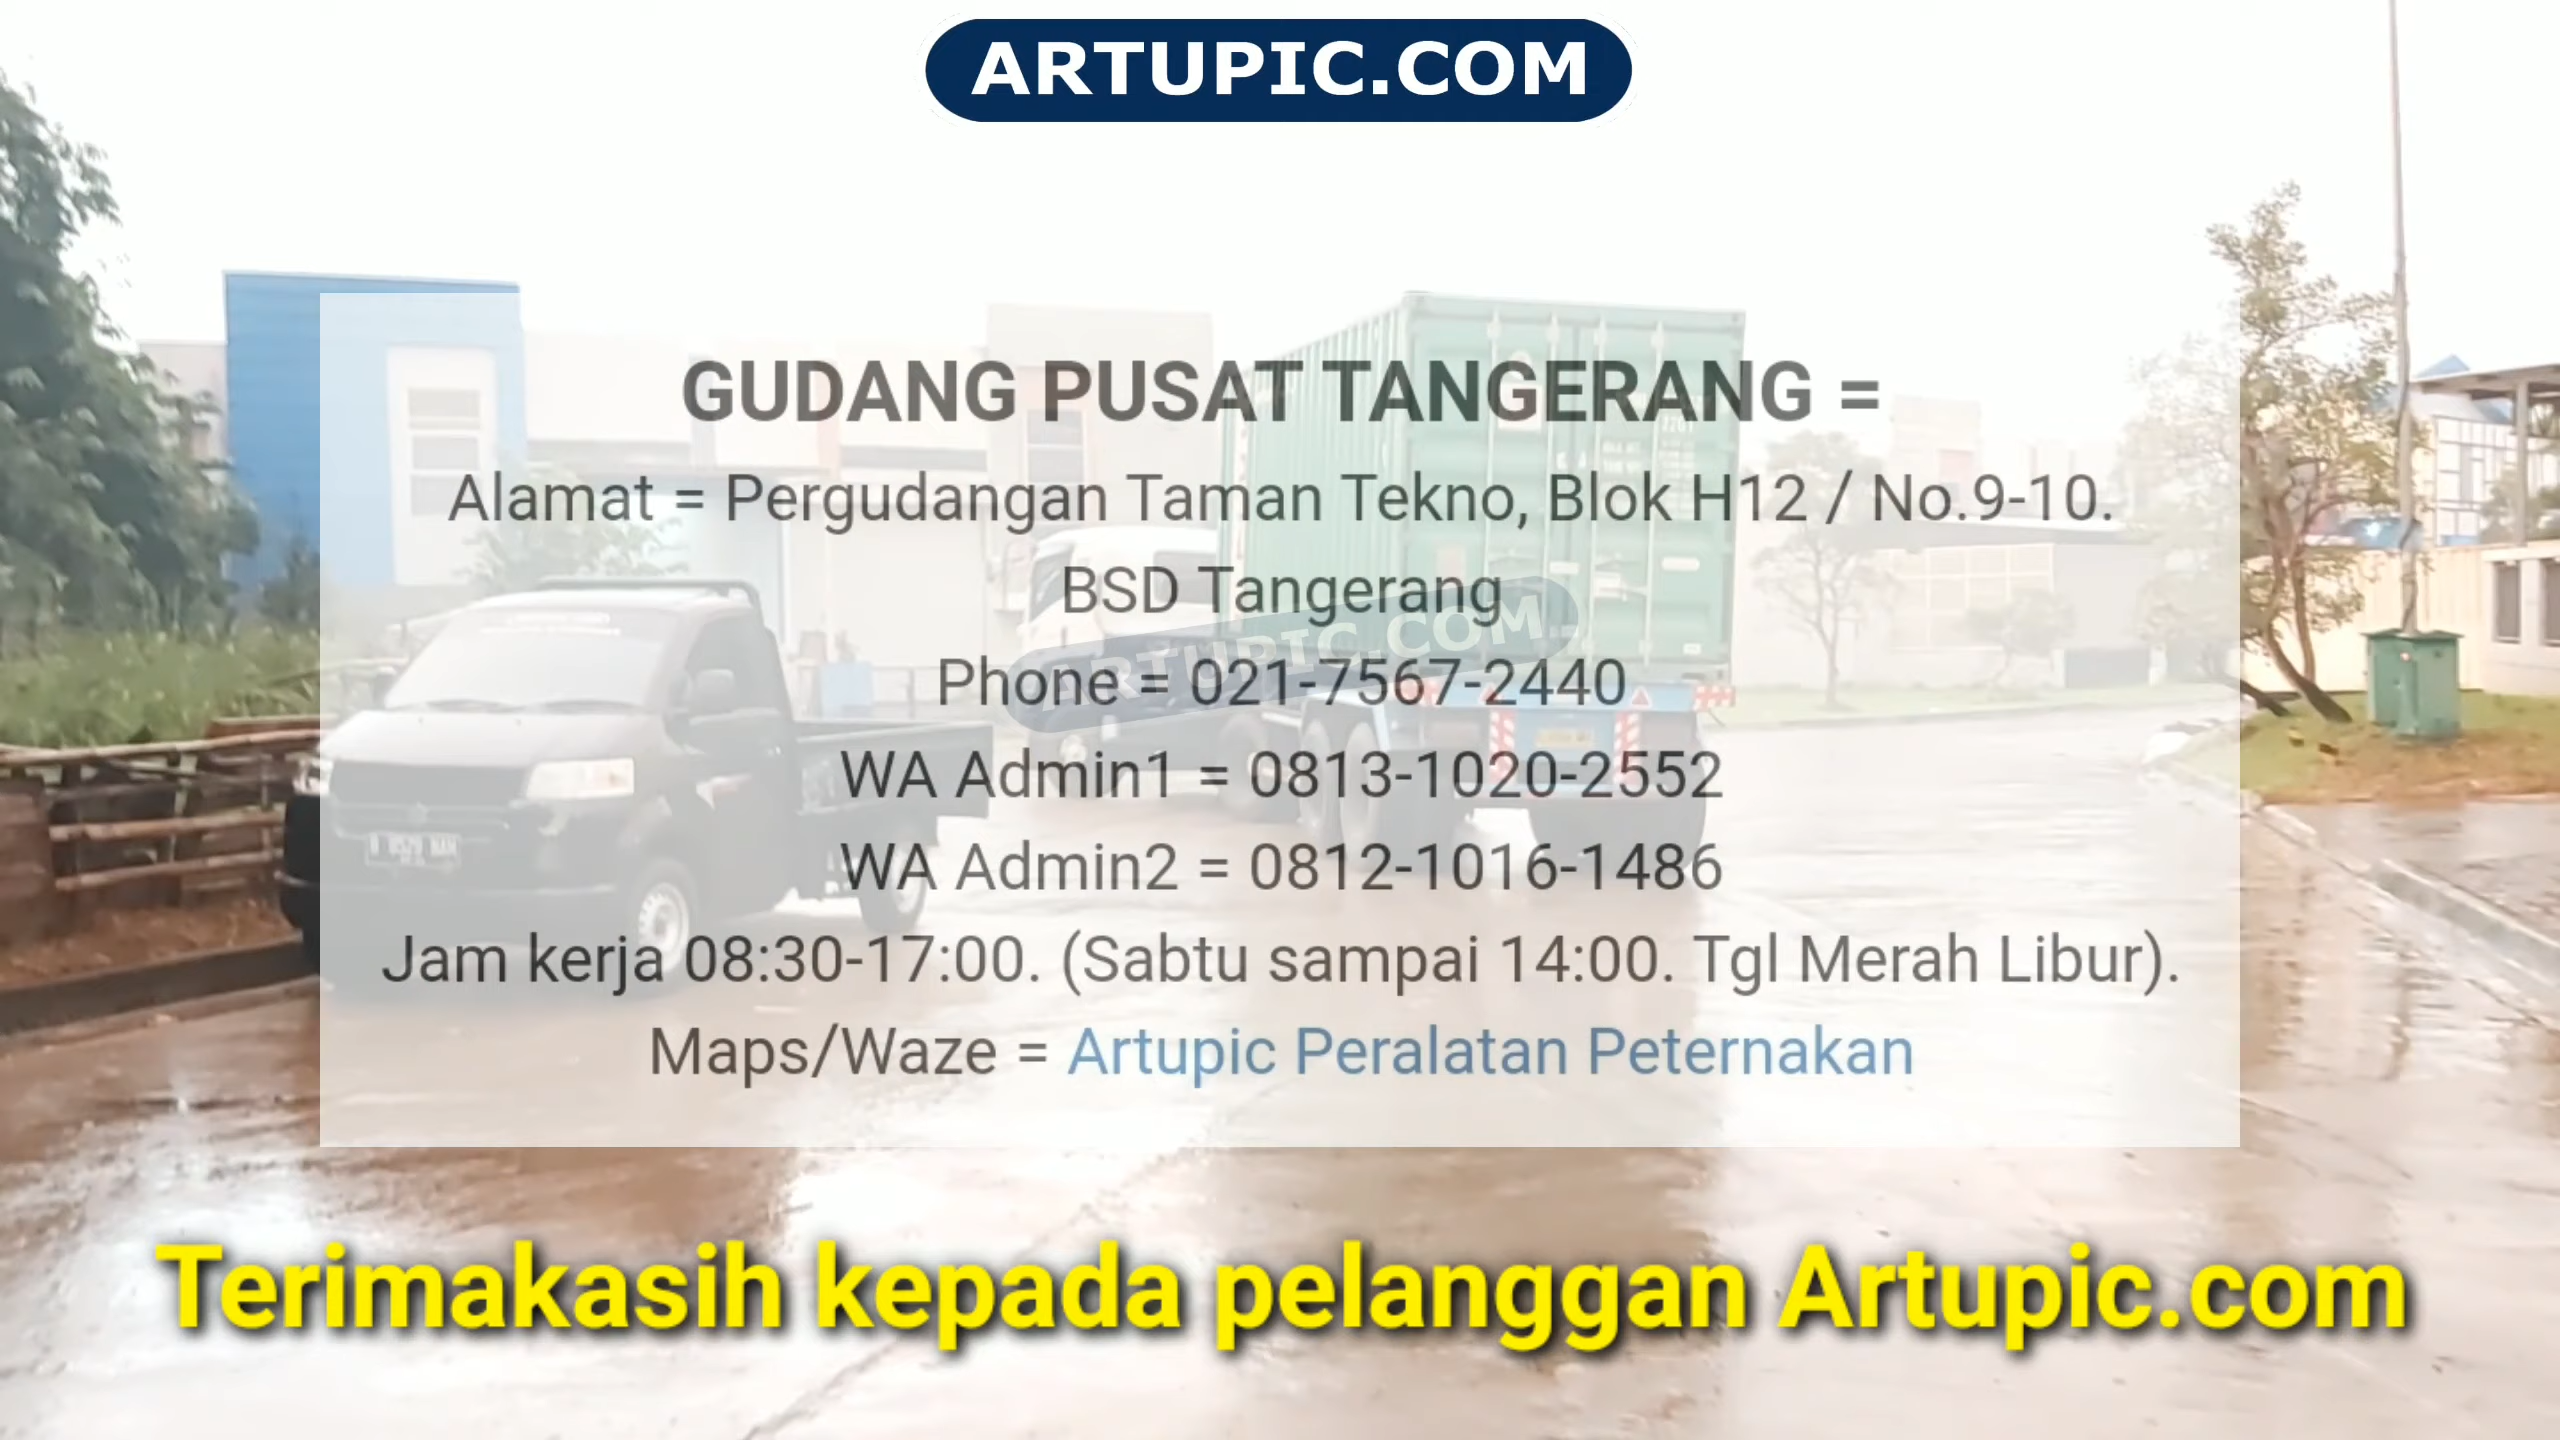 ARTUPIC.COM
GUDANG PUSAT TANGERANG =
Alamat = Pergudangan Taman Tekno, Blok H12 / No.9-10.
BSD Tangerang
ARTUPIC.COM
Phone = 021-7567-2440
WA Admin1 = 0813-1020-2552
WA Admin2 = 0812-1016-1486
Jam kerja 08:30-17:00. (Sabtu sampai 14:00. Tgl Merah Libur).
Maps/Waze = Artupic Peralatan Peternakan
Terimakasih kepada pelanggan Artupic.com